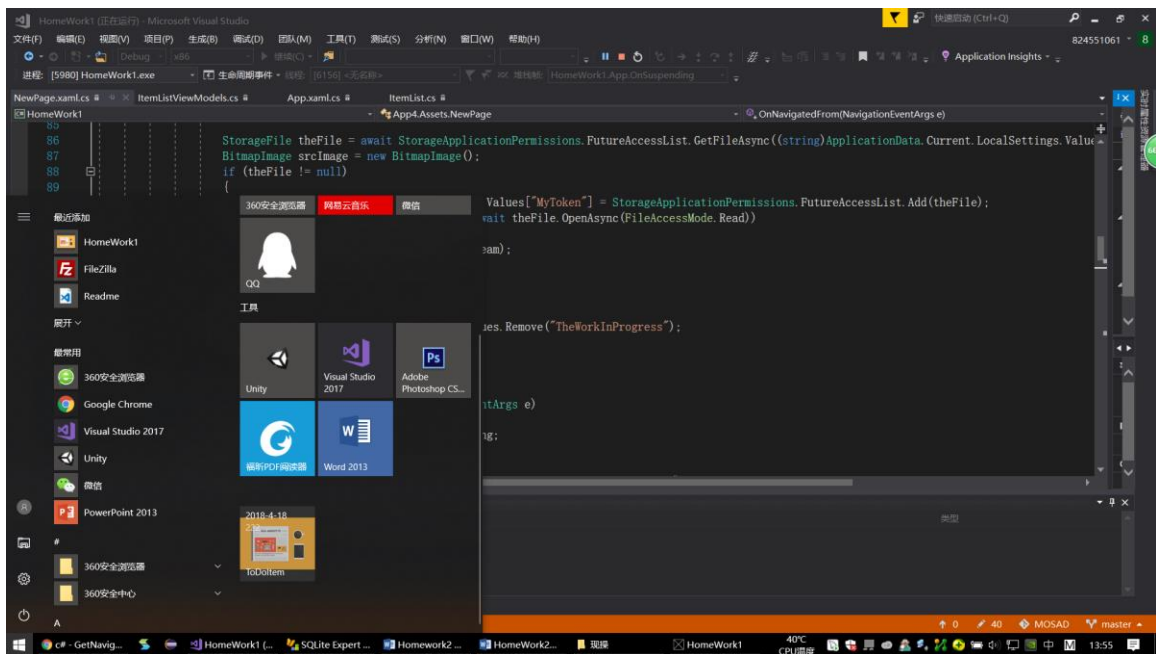 HomeWork1 (正在运行) - Microsoft Visual Studio
快速启动 (Ctrl+Q)
文件(F) 编辑(E) 视图(V) 项目(P) 生成(B) 调试(D) 团队(M) 工具(T) 测试(S) 分析(N) 窗口(W) 帮助(H)
824551061
8
Debug x86 继续(C)
Application Insights
进程: [5980] HomeWork1.exe 生命周期事件 线程: [6156] <无名称> 堆栈帧: HomeWork1.App.OnSuspending
NewPage.xaml.cs ItemListViewModels.cs App.xaml.cs ItemList.cs
HomeWork1 App4.Assets.NewPage OnNavigatedFrom(NavigationEventArgs e)
85
86 StorageFile theFile = await StorageApplicationPermissions.FutureAccessList.GetFileAsync((string)ApplicationData.Current.LocalSettings.Value
87 BitmapImage srcImage = new BitmapImage();
88 if (theFile != null)
89 {
Values["MyToken"] = StorageApplicationPermissions.FutureAccessList.Add(theFile);
wait theFile.OpenAsync(FileAccessMode.Read))
eam);
ues.Remove("TheWorkInProgress");
ntArgs e)
ng;
最近添加
HomeWork1
FileZilla
Readme
展开
最常用
360安全浏览器
Google Chrome
Visual Studio 2017
Unity
微信
PowerPoint 2013
#
360安全浏览器
360安全中心
A
360安全浏览器 网易云音乐 微信
QQ
工具
Unity
Visual Studio 2017
Adobe Photoshop CS...
Ps
福昕PDF阅读器
Word 2013
2018-4-18
ToDoItem
类型
0 40 MOSAD master
c# - GetNavig... HomeWork1 (... SQLite Expert ... Homework2 ... HomeWork2... 现操 HomeWork1
40℃
CPU温度
中
M
13:55